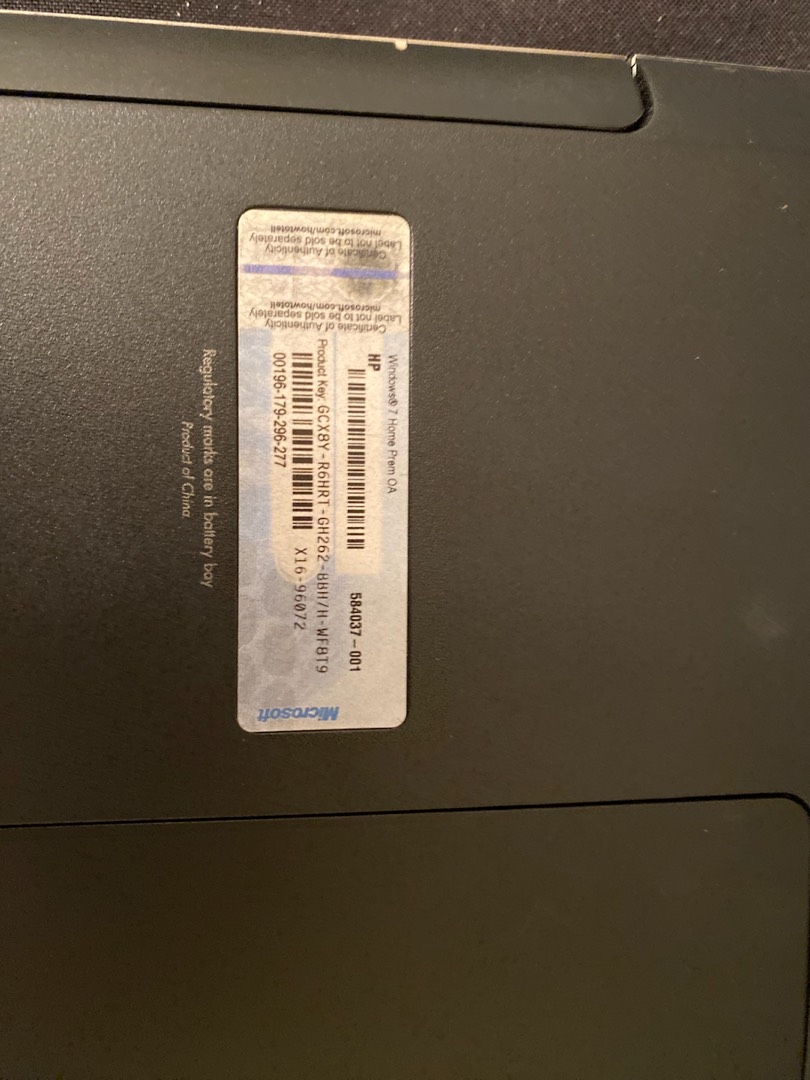 Certificate of Authenticity
Label not to be sold separately
microsoft.com/howtotell
Certificate of Authenticity
Label not to be sold separately
microsoft.com/howtotell
Windows® 7 Home Prem OA
HP
584037-001
Product Key: GCX8Y-R6HRT-GH262- -WF8T9
X16-96072
00196-179-296-277
Microsoft
Regulatory marks are in battery bay
Product of China